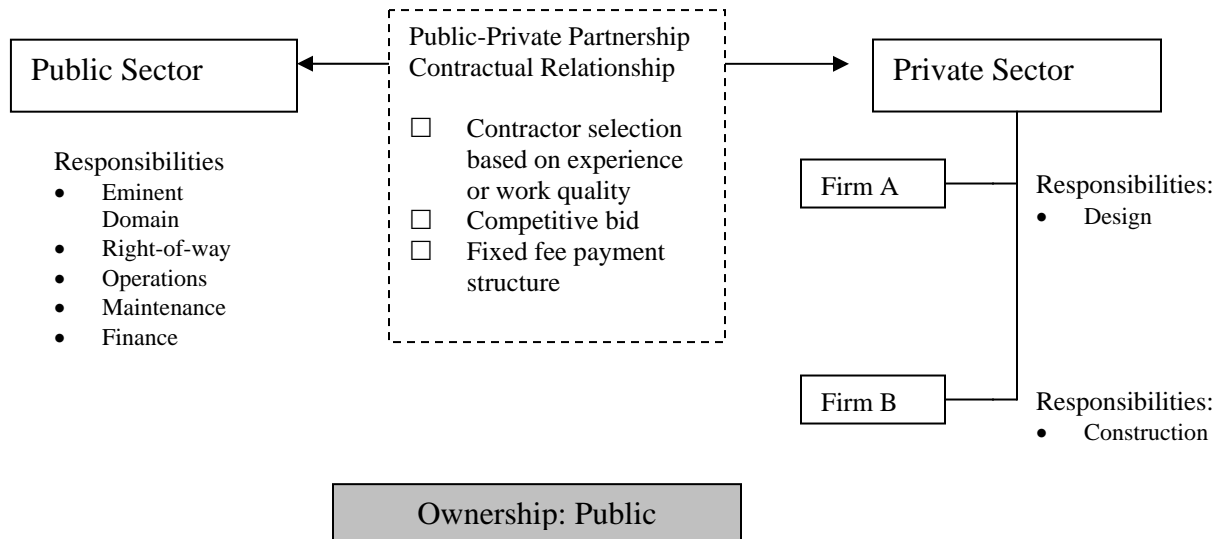 Public Sector
Responsibilities
• Eminent
Domain
• Right-of-way
• Operations
• Maintenance
• Finance
Public-Private Partnership
Contractual Relationship
☐ Contractor selection
based on experience
or work quality
☐ Competitive bid
☐ Fixed fee payment
structure
Private Sector
Firm A
Responsibilities:
• Design
Firm B
Responsibilities:
• Construction
Ownership: Public